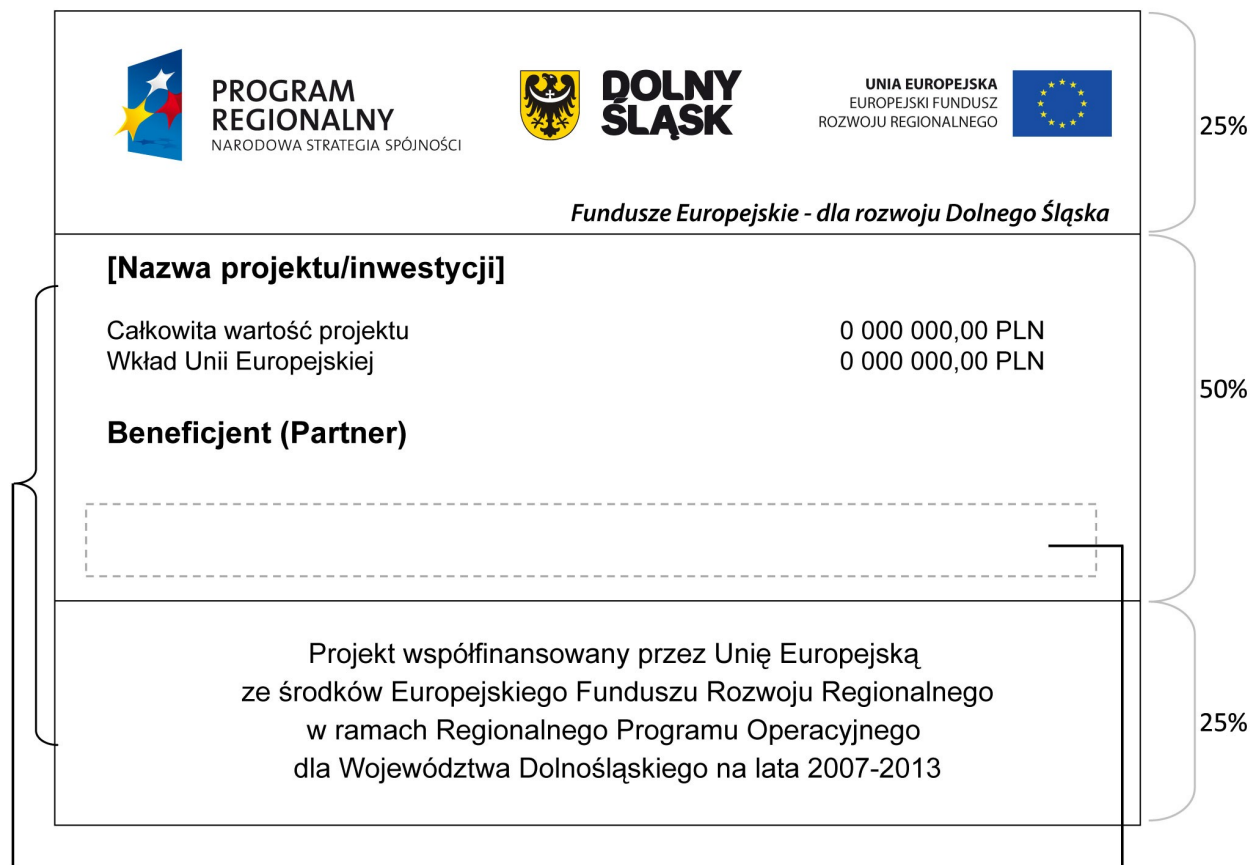 PROGRAM
REGIONALNY
NARODOWA STRATEGIA SPÓJNOŚCI
DOLNY
ŚLĄSK
UNIA EUROPEJSKA
EUROPEJSKI FUNDUSZ
ROZWOJU REGIONALNEGO
25%
Fundusze Europejskie - dla rozwoju Dolnego Śląska
[Nazwa projektu/inwestycji]
Całkowita wartość projektu 0 000 000,00 PLN
Wkład Unii Europejskiej 0 000 000,00 PLN
50%
Beneficjent (Partner)
Projekt współfinansowany przez Unię Europejską
ze środków Europejskiego Funduszu Rozwoju Regionalnego
w ramach Regionalnego Programu Operacyjnego
dla Województwa Dolnośląskiego na lata 2007-2013
25%